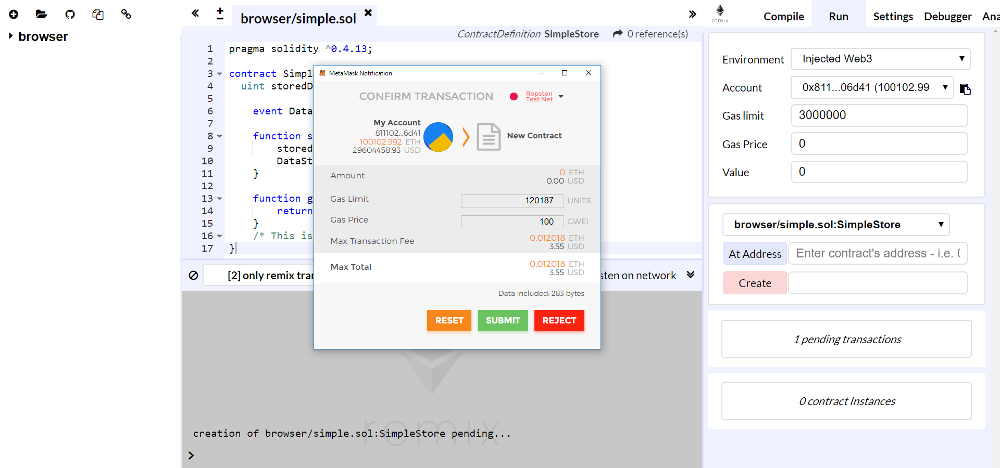 browser
browser/simple.sol
ContractDefinition SimpleStore 0 reference(s)
1 pragma solidity ^0.4.13;
2
3 contract Simpl
4 uint storedD
5
6 event Data
7
8 function s
9 stored
10 DataSt
11 }
12
13 function g
14 return
15 }
16 /* This is
17 }
[2] only remix tran
sten on network
remix
creation of browser/simple.sol:SimpleStore pending...
>
MetaMask Notification
CONFIRM TRANSACTION
Ropsten
Test Net
My Account
811102...6d41
100102.992 ETH
29604458.93 USD
New Contract
Amount
0 ETH
0.00 USD
Gas Limit 120187 UNITS
Gas Price 100 GWEI
Max Transaction Fee
0.012018 ETH
3.55 USD
Max Total
0.012018 ETH
3.55 USD
Data included: 283 bytes
RESET SUBMIT REJECT
remix
Compile Run Settings Debugger Ana
Environment Injected Web3
Account 0x811...06d41 (100102.99
Gas limit 3000000
Gas Price 0
Value 0
browser/simple.sol:SimpleStore
At Address Enter contract's address - i.e.
Create
1 pending transactions
0 contract Instances